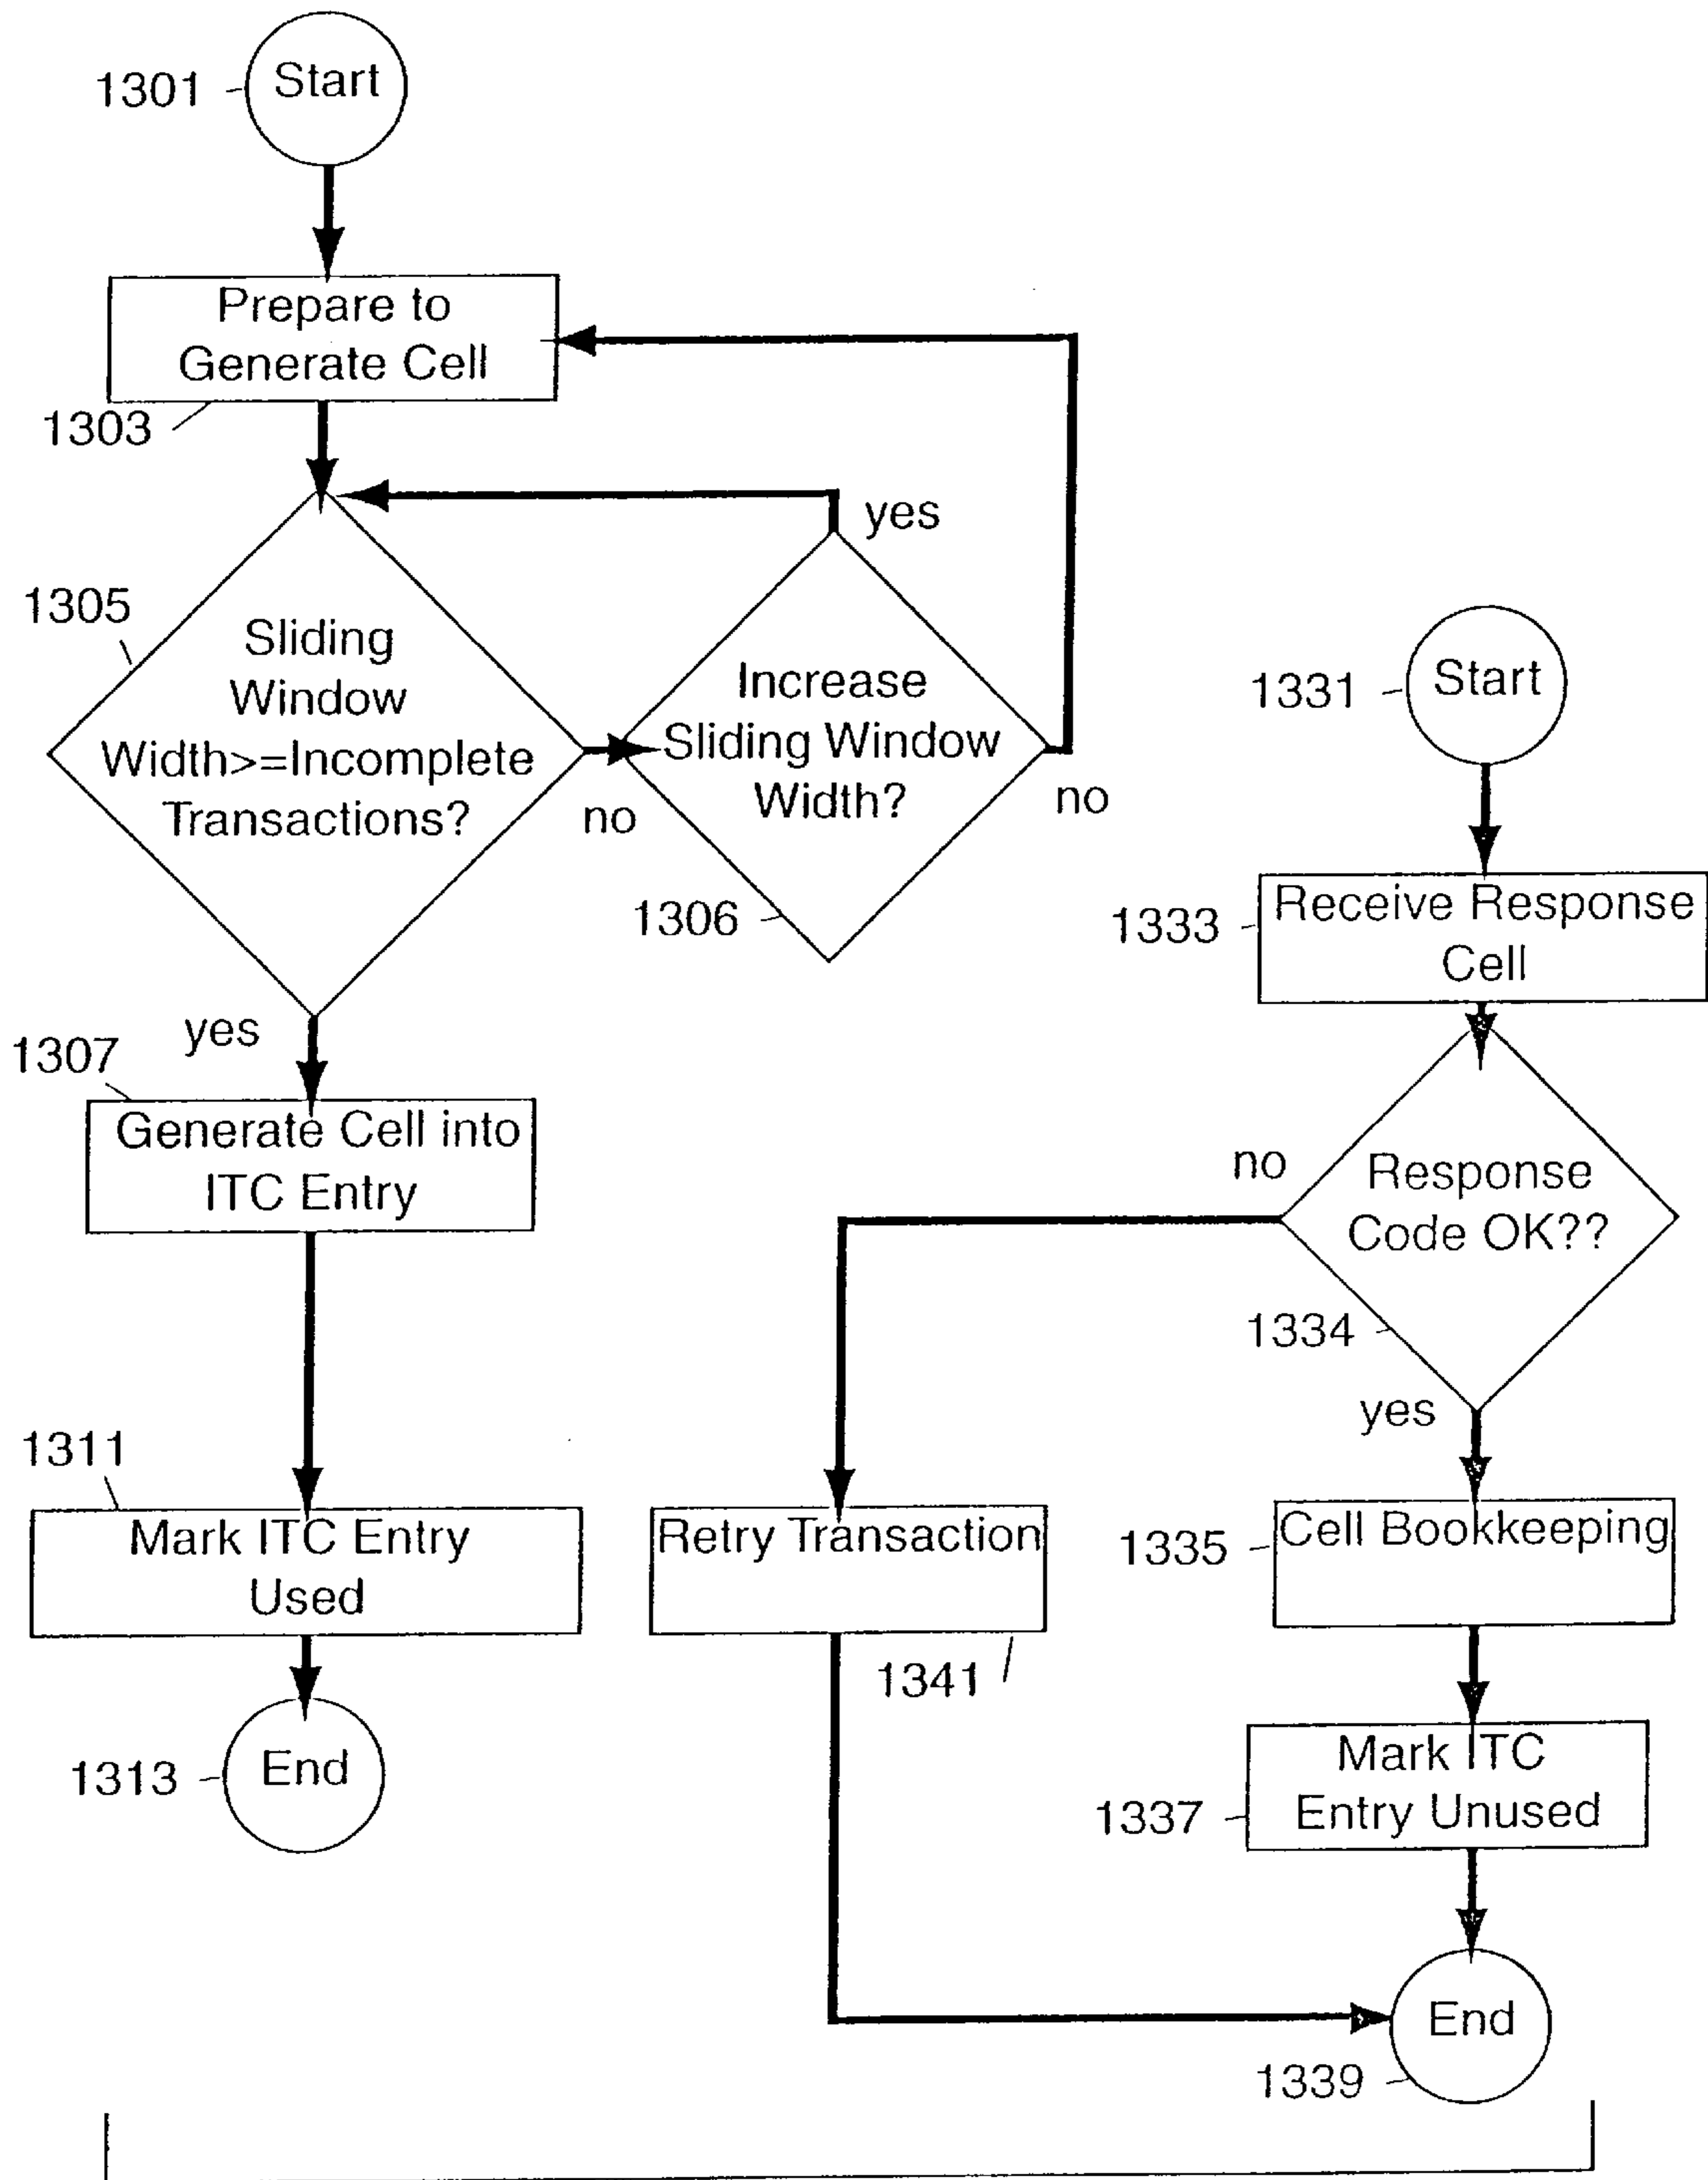 1301
Start
Prepare to
Generate Cell
1303
yes
1305
Sliding
Window
Width>=Incomplete
Transactions?
no
Increase
Sliding Window
Width?
no
1306
yes
1307
Generate Cell into
ITC Entry
1311
Mark ITC Entry
Used
1313
End
1331
Start
1333
Receive Response
Cell
no
Response
Code OK??
1334
yes
Retry Transaction
1341
1335
Cell Bookkeeping
1337
Mark ITC
Entry Unused
End
1339